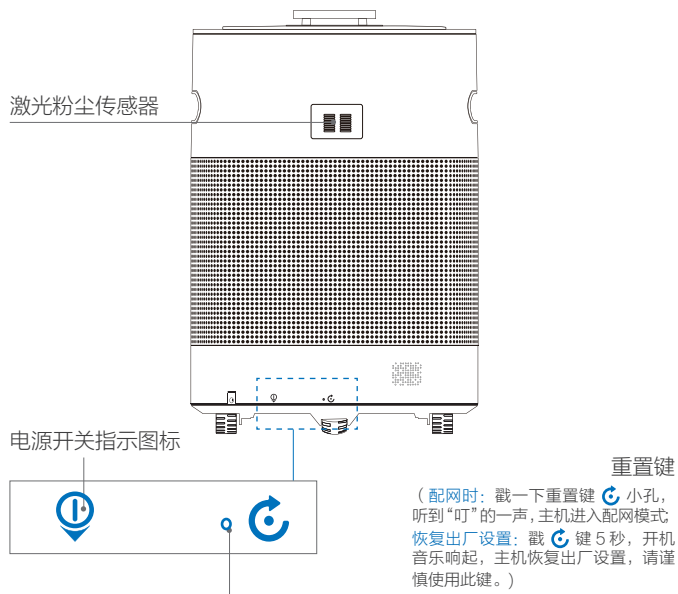 激光粉尘传感器
电源开关指示图标
重置键
（配网时：戳一下重置键 小孔，
听到“叮”的一声，主机进入配网模式；
恢复出厂设置：戳 键 5 秒，开机
音乐响起，主机恢复出厂设置，请谨
慎使用此键。）